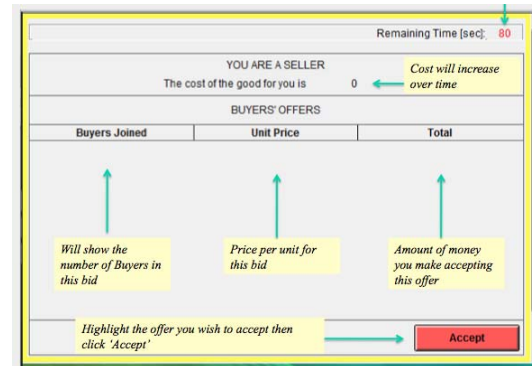 Remaining Time [sec]: 80
YOU ARE A SELLER
The cost of the good for you is 0
Cost will increase
over time
BUYERS' OFFERS
Buyers Joined Unit Price Total
Will show the
number of Buyers in
this bid
Price per unit for
this bid
Amount of money
you make accepting
this offer
Highlight the offer you wish to accept then
click 'Accept'
Accept